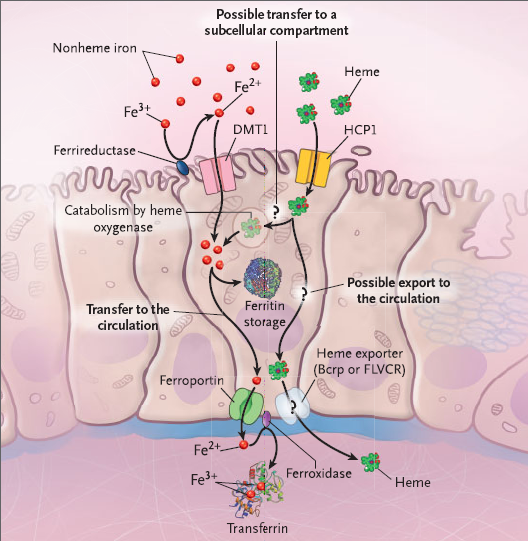 Possible transfer to a
subcellular compartment
Nonheme iron
Heme
Fe2+
Fe3+
DMT1
HCP1
Ferrireductase
Catabolism by heme
oxygenase
?
?
Possible export to
the circulation
Transfer to the
circulation
Ferritin
storage
Heme exporter
(Bcrp or FLVCR)
Ferroportin
?
Fe2+
Ferroxidase
Fe3+
Heme
Transferrin